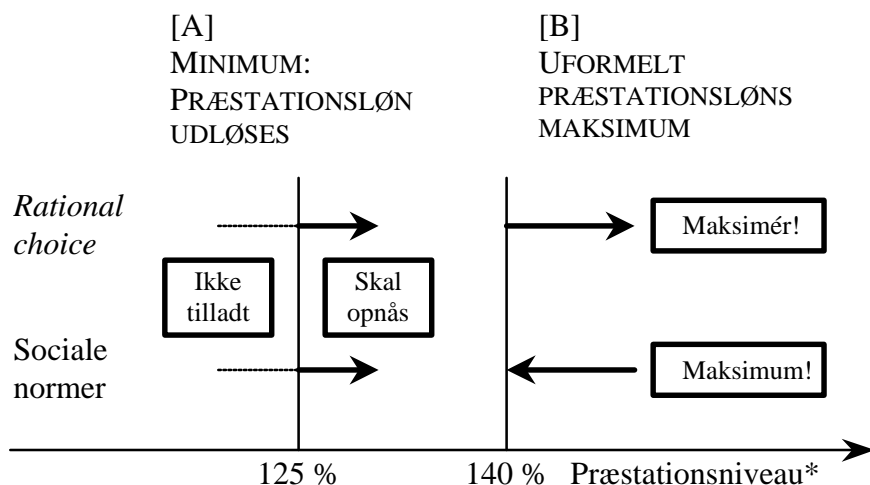 [A]
MINIMUM:
PRÆSTATIONSLØN
UDLØSES
[B]
UFORMELT
PRÆSTATIONSLØNS
MAKSIMUM
Rational
choice
Maksimér!
Ikke
tilladt
Skal
opnås
Sociale
normer
Maksimum!
125 %
140 %
Præstationsniveau*